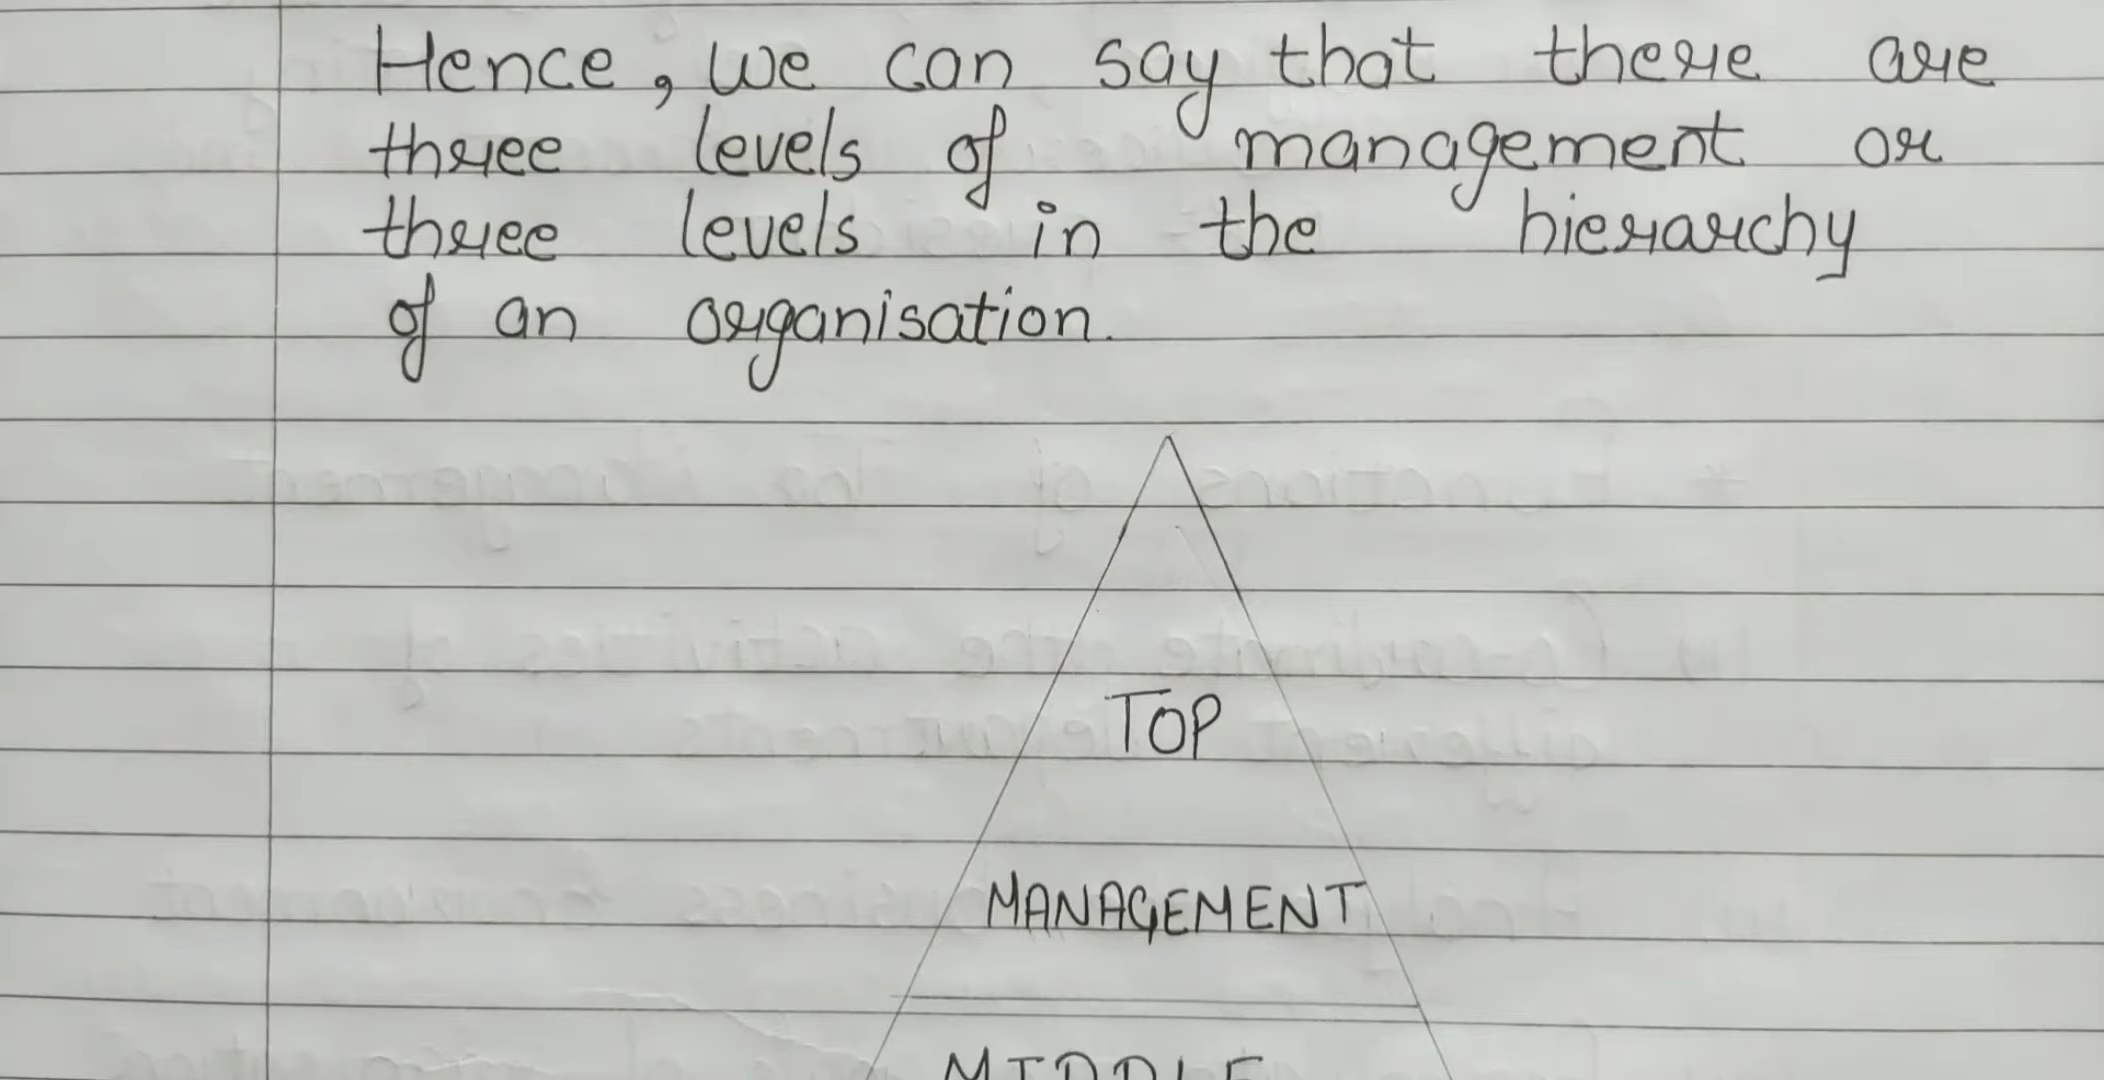 Hence, we can say that there are
three levels of management or
three levels in the hierarchy
of an organisation.
TOP
MANAGEMENT
MIDDLE